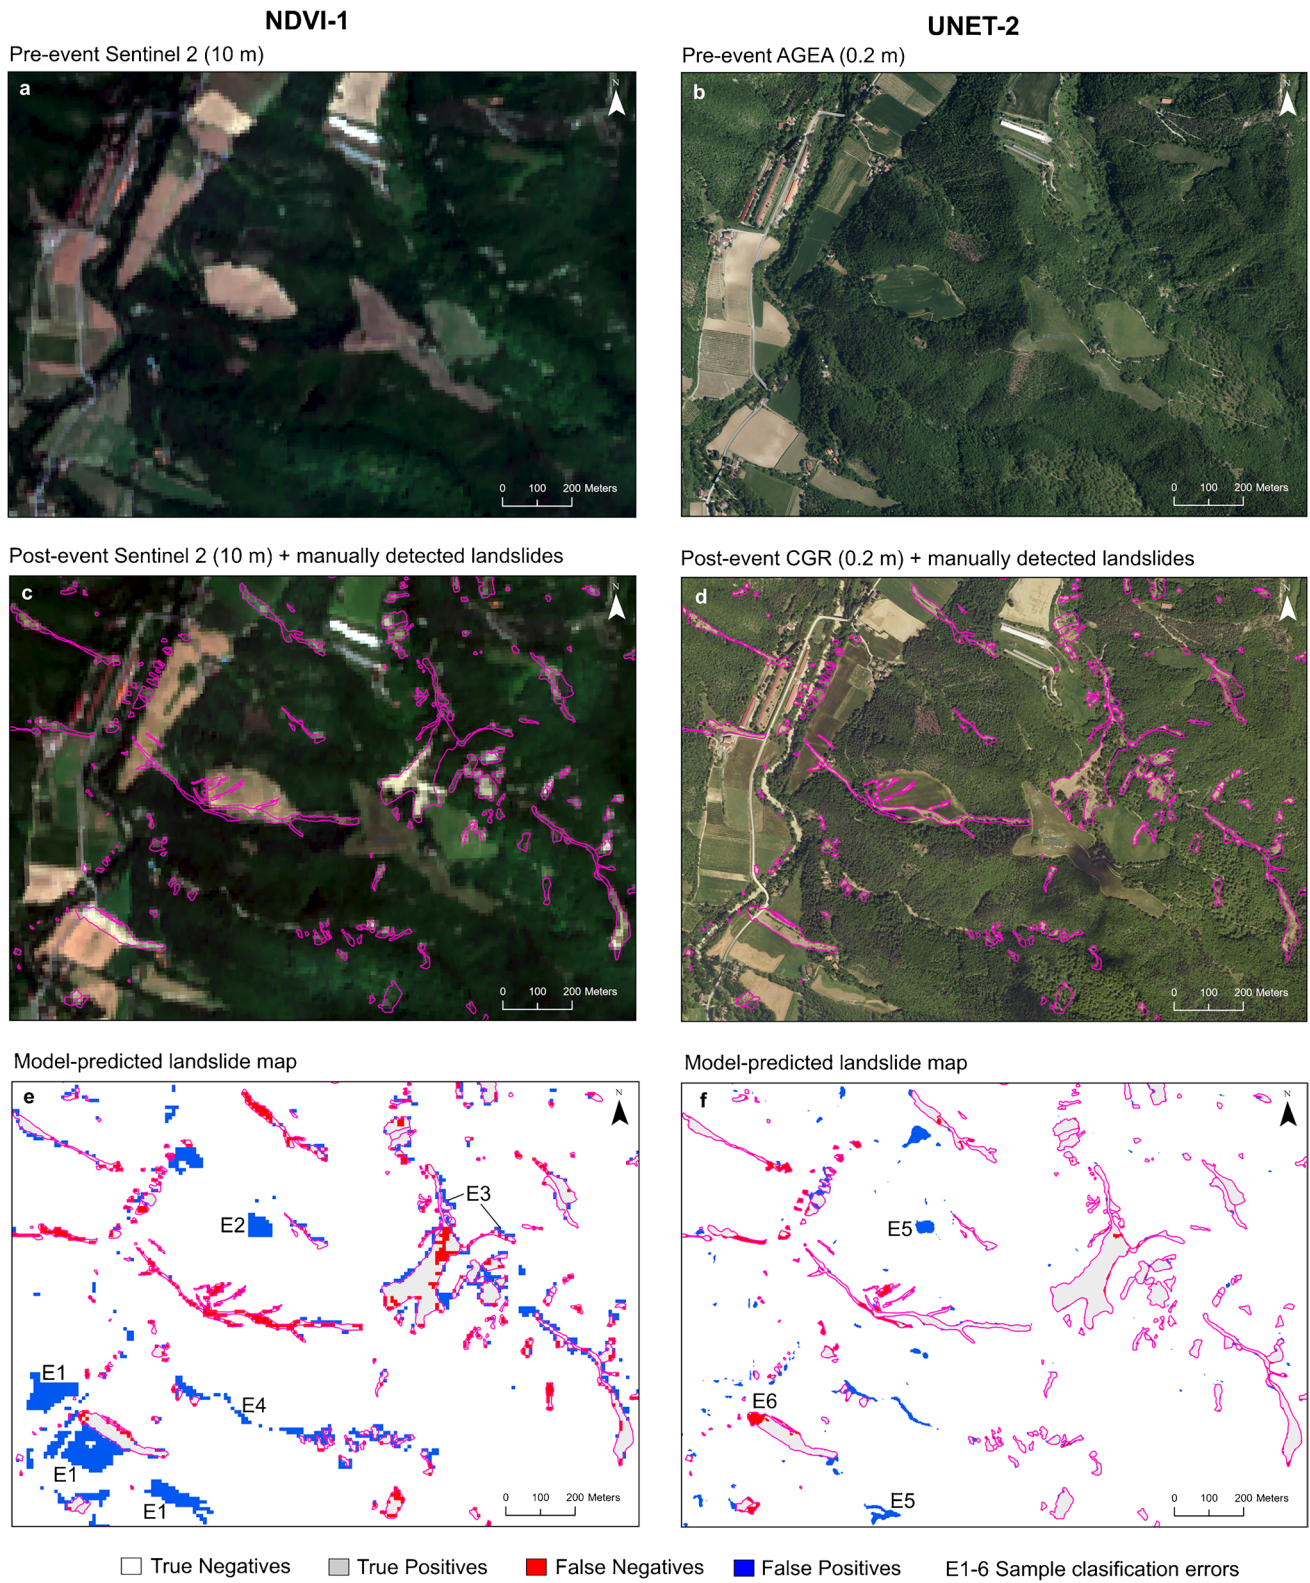 NDVI-1
UNET-2
Pre-event Sentinel 2 (10 m)
Pre-event AGEA (0.2 m)
a
N
0 100 200 Meters
b
N
0 100 200 Meters
Post-event Sentinel 2 (10 m) + manually detected landslides
Post-event CGR (0.2 m) + manually detected landslides
c
N
0 100 200 Meters
d
N
0 100 200 Meters
Model-predicted landslide map
Model-predicted landslide map
e
N
E3
E2
E1
E4
E1
E1
0 100 200 Meters
f
N
E5
E6
E5
0 100 200 Meters
True Negatives
True Positives
False Negatives
False Positives
E1-6 Sample clasification errors